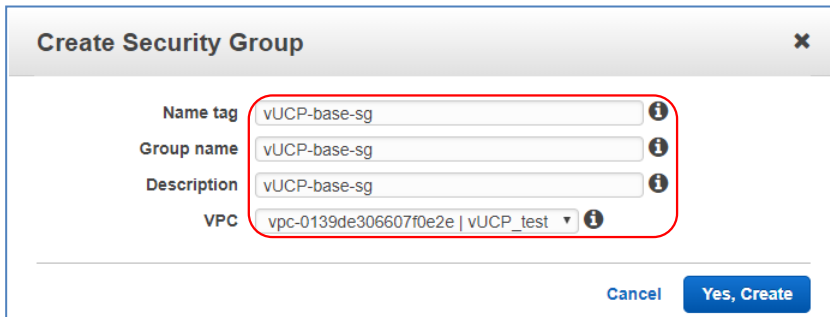 Create Security Group
Name tag vUCP-base-sg
Group name vUCP-base-sg
Description vUCP-base-sg
VPC vpc-0139de306607f0e2e | vUCP_test
Cancel Yes, Create